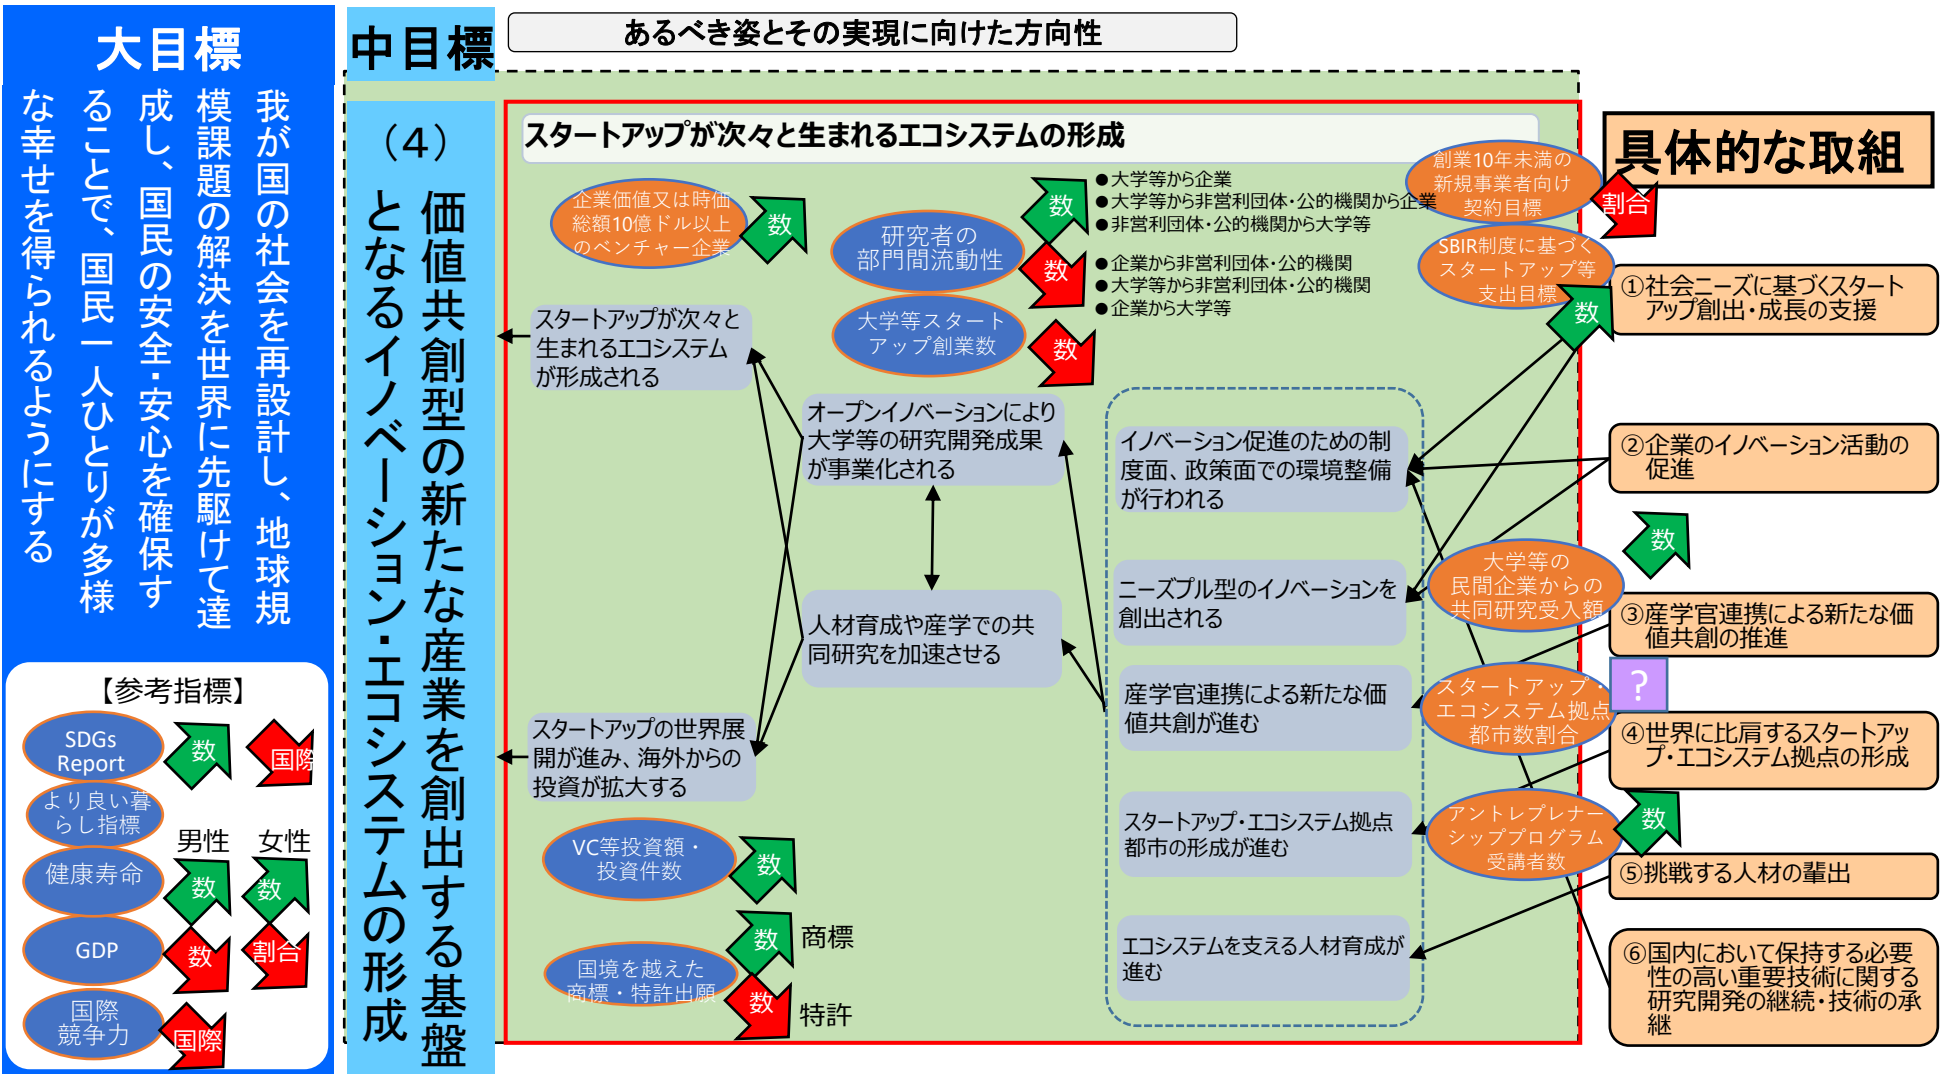 大目標
我が国の社会を再設計し、地球規
模課題の解決を世界に先駆けて達
成し、国民の安全・安心を確保す
ることで、国民一人ひとりが多様
な幸せを得られるようにする
【参考指標】
SDGs
Report
数
国際
より良い暮
らし指標
男性
女性
健康寿命
数
数
GDP
数
割合
国際
競争力
国際
中目標
（４）
価値共創型の新たな産業を創出する基盤
となるイノベーション・エコシステムの形成
あるべき姿とその実現に向けた方向性
スタートアップが次々と生まれるエコシステムの形成
企業価値又は時価
総額10億ドル以上
のベンチャー企業
数
研究者の
部門間流動性
数
●大学等から企業
●大学等から非営利団体・公的機関から企業
●非営利団体・公的機関から大学等
数
●企業から非営利団体・公的機関
●大学等から非営利団体・公的機関
●企業から大学等
大学等スタート
アップ創業数
数
創業10年未満の
新規事業者向け
契約目標
割合
SBIR制度に基づく
スタートアップ等
支出目標
数
スタートアップが次々と
生まれるエコシステム
が形成される
オープンイノベーションにより
大学等の研究開発成果
が事業化される
人材育成や産学での共
同研究を加速させる
スタートアップの世界展
開が進み、海外からの
投資が拡大する
VC等投資額・
投資件数
数
国境を越えた
商標・特許出願
数
商標
数
特許
イノベーション促進のための制
度面、政策面での環境整備
が行われる
ニーズプル型のイノベーションを
創出される
産学官連携による新たな価
値共創が進む
スタートアップ・エコシステム拠点
都市の形成が進む
エコシステムを支える人材育成が
進む
大学等の
民間企業からの
共同研究受入額
数
スタートアップ・
エコシステム拠点
都市数割合
?
アントレプレナー
シッププログラム
受講者数
数
具体的な取組
①社会ニーズに基づくスタート
アップ創出・成長の支援
②企業のイノベーション活動の
促進
③産学官連携による新たな価
値共創の推進
④世界に比肩するスタートアッ
プ・エコシステム拠点の形成
⑤挑戦する人材の輩出
⑥国内において保持する必要
性の高い重要技術に関する
研究開発の継続・技術の承
継